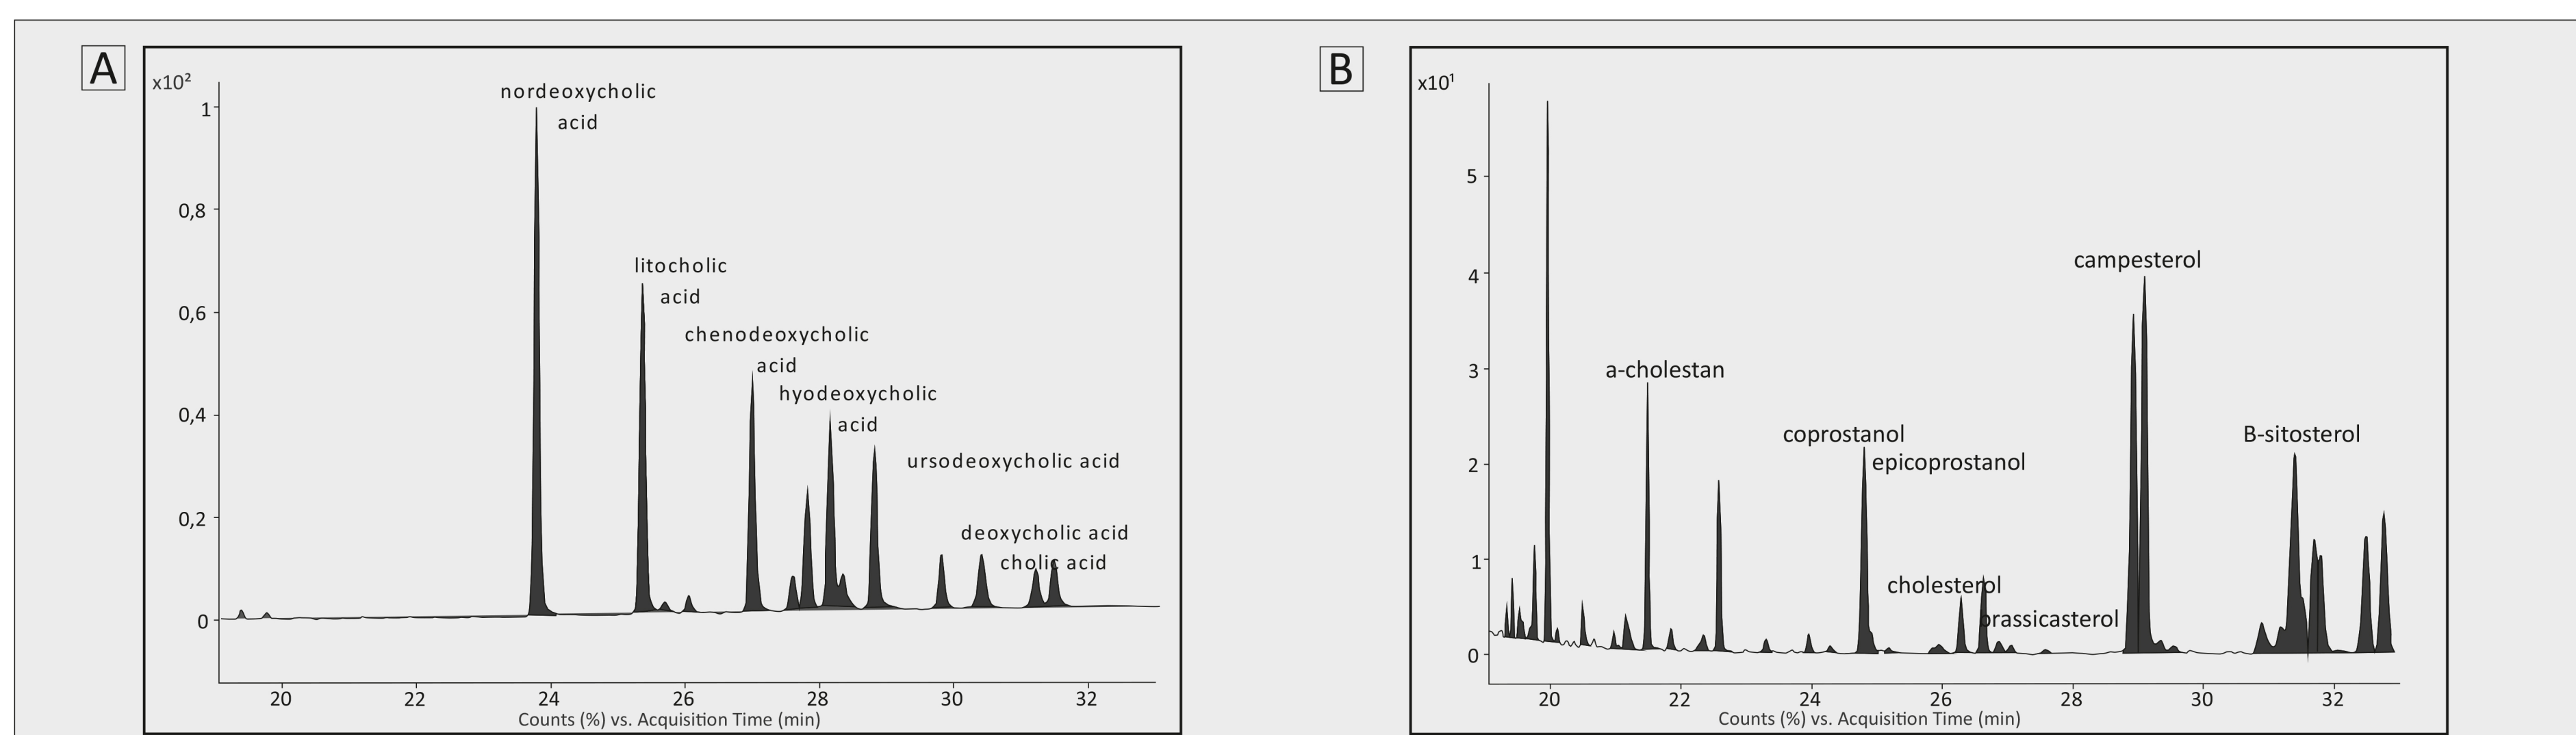 A
x10²
1
0,8
0,6
0,4
0,2
0
nordeoxycholic
acid
litocholic
acid
chenodeoxycholic
acid
hyodeoxycholic
acid
ursodeoxycholic acid
deoxycholic acid
cholic acid
20 22 24 26 28 30 32
Counts (%) vs. Acquisition Time (min)
B
x10¹
5
4
3
2
1
0
campesterol
a-cholestan
coprostanol
B-sitosterol
epicoprostanol
cholesterol
brassicasterol
20 22 24 26 28 30 32
Counts (%) vs. Acquisition Time (min)